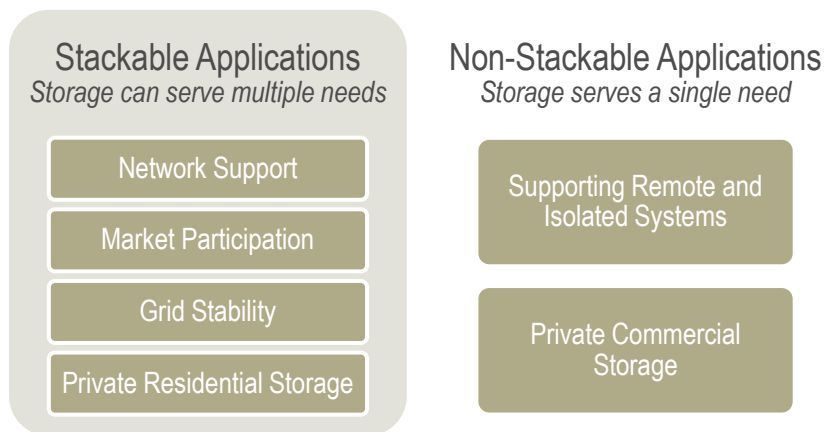 Stackable Applications
Storage can serve multiple needs
Network Support
Market Participation
Grid Stability
Private Residential Storage
Non-Stackable Applications
Storage serves a single need
Supporting Remote and
Isolated Systems
Private Commercial
Storage